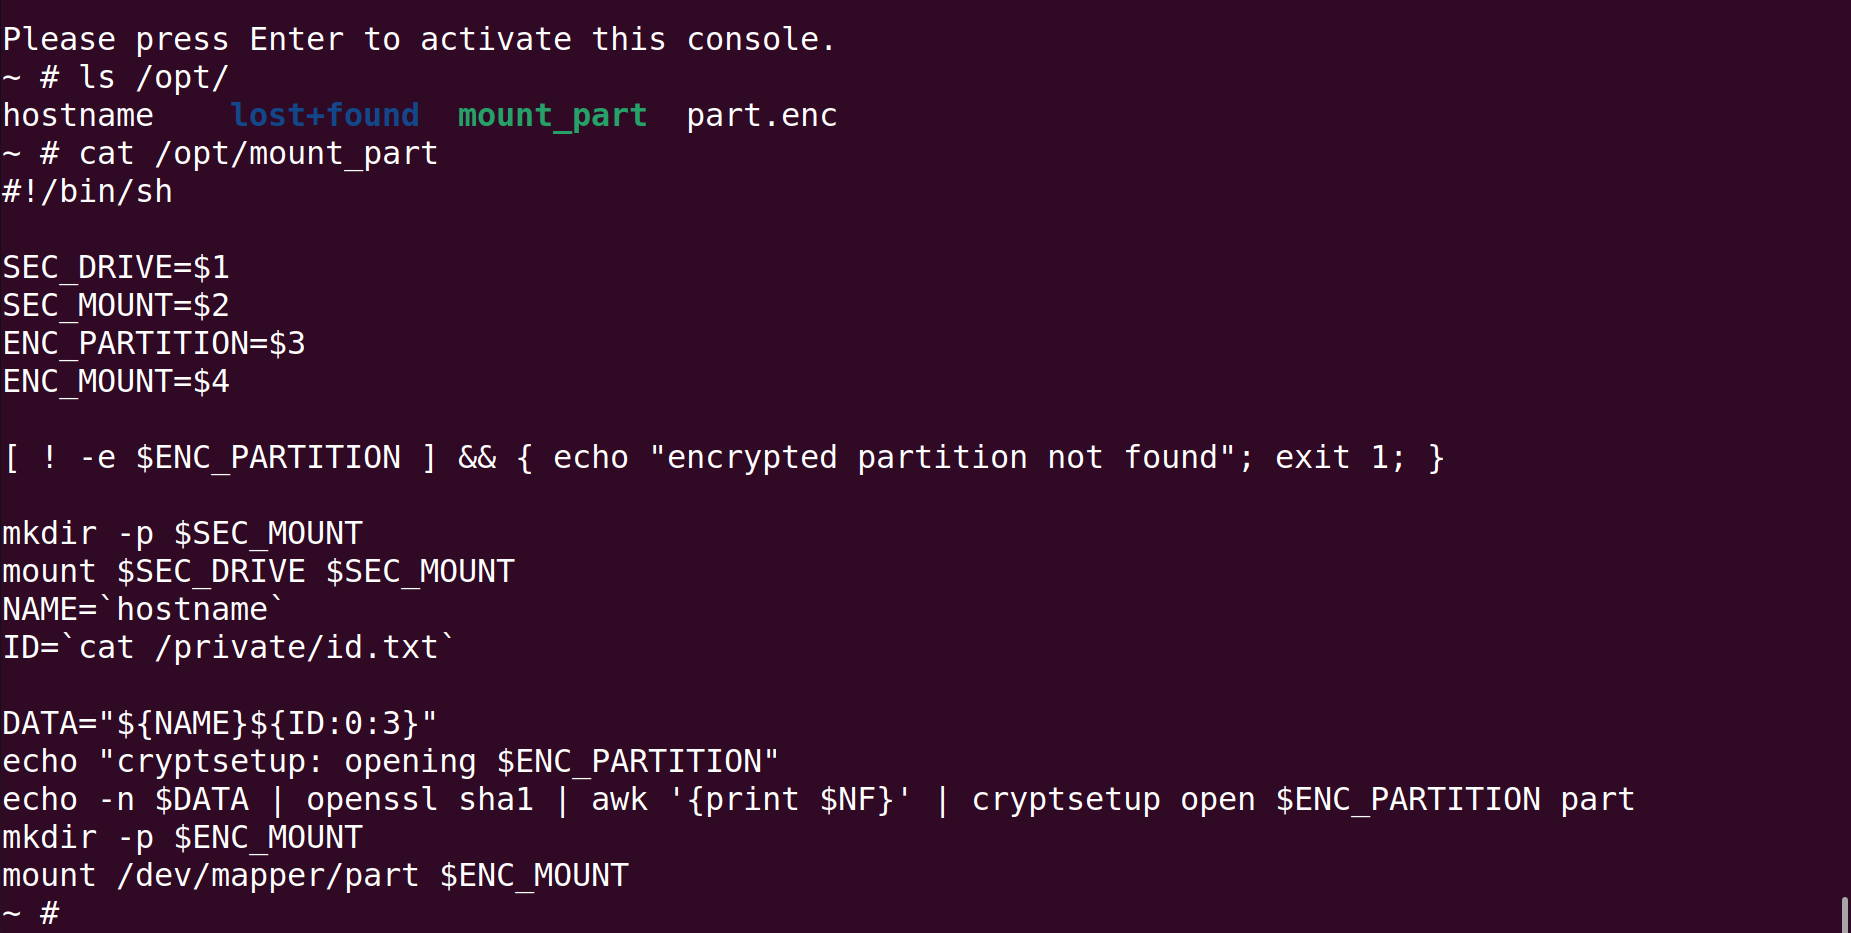 Please press Enter to activate this console.
~ # ls /opt/
hostname    lost+found  mount_part  part.enc
~ # cat /opt/mount_part
#!/bin/sh

SEC_DRIVE=$1
SEC_MOUNT=$2
ENC_PARTITION=$3
ENC_MOUNT=$4

[ ! -e $ENC_PARTITION ] && { echo "encrypted partition not found"; exit 1; }

mkdir -p $SEC_MOUNT
mount $SEC_DRIVE $SEC_MOUNT
NAME=`hostname`
ID=`cat /private/id.txt`

DATA="${NAME}${ID:0:3}"
echo "cryptsetup: opening $ENC_PARTITION"
echo -n $DATA | openssl sha1 | awk '{print $NF}' | cryptsetup open $ENC_PARTITION part
mkdir -p $ENC_MOUNT
mount /dev/mapper/part $ENC_MOUNT
~ #